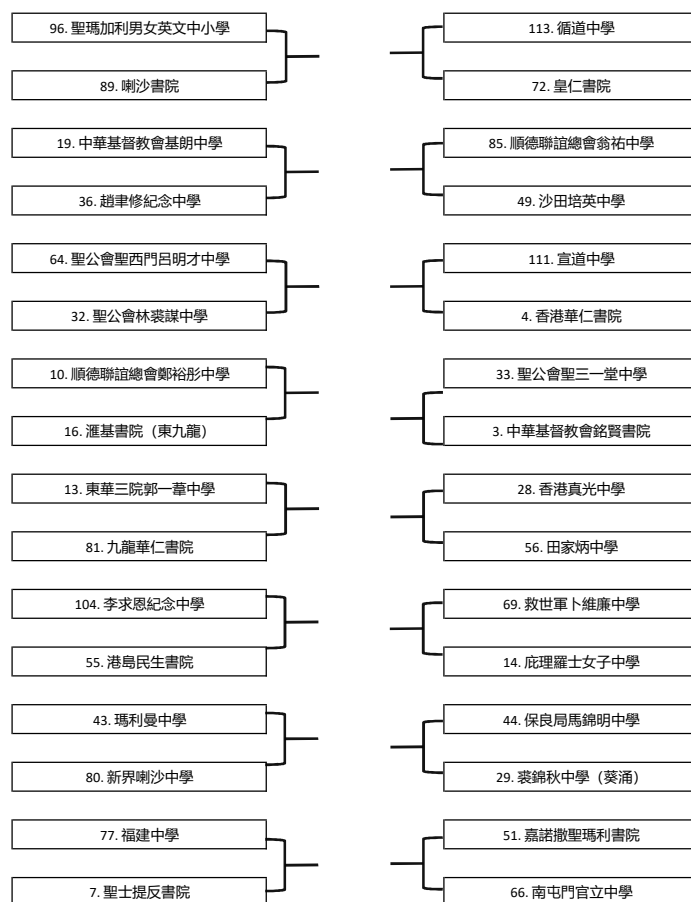 96. 聖瑪加利男女英文中小學
89. 喇沙書院
19. 中華基督教會基朗中學
36. 趙聿修紀念中學
64. 聖公會聖西門呂明才中學
32. 聖公會林裘謀中學
10. 順德聯誼總會鄭裕彤中學
16. 滙基書院（東九龍）
13. 東華三院郭一葦中學
81. 九龍華仁書院
104. 李求恩紀念中學
55. 港島民生書院
43. 瑪利曼中學
80. 新界喇沙中學
77. 福建中學
7. 聖士提反書院
113. 循道中學
72. 皇仁書院
85. 順德聯誼總會翁祐中學
49. 沙田培英中學
111. 宣道中學
4. 香港華仁書院
33. 聖公會聖三一堂中學
3. 中華基督教會銘賢書院
28. 香港真光中學
56. 田家炳中學
69. 救世軍卜維廉中學
14. 庇理羅士女子中學
44. 保良局馬錦明中學
29. 裘錦秋中學（葵涌）
51. 嘉諾撒聖瑪利書院
66. 南屯門官立中學